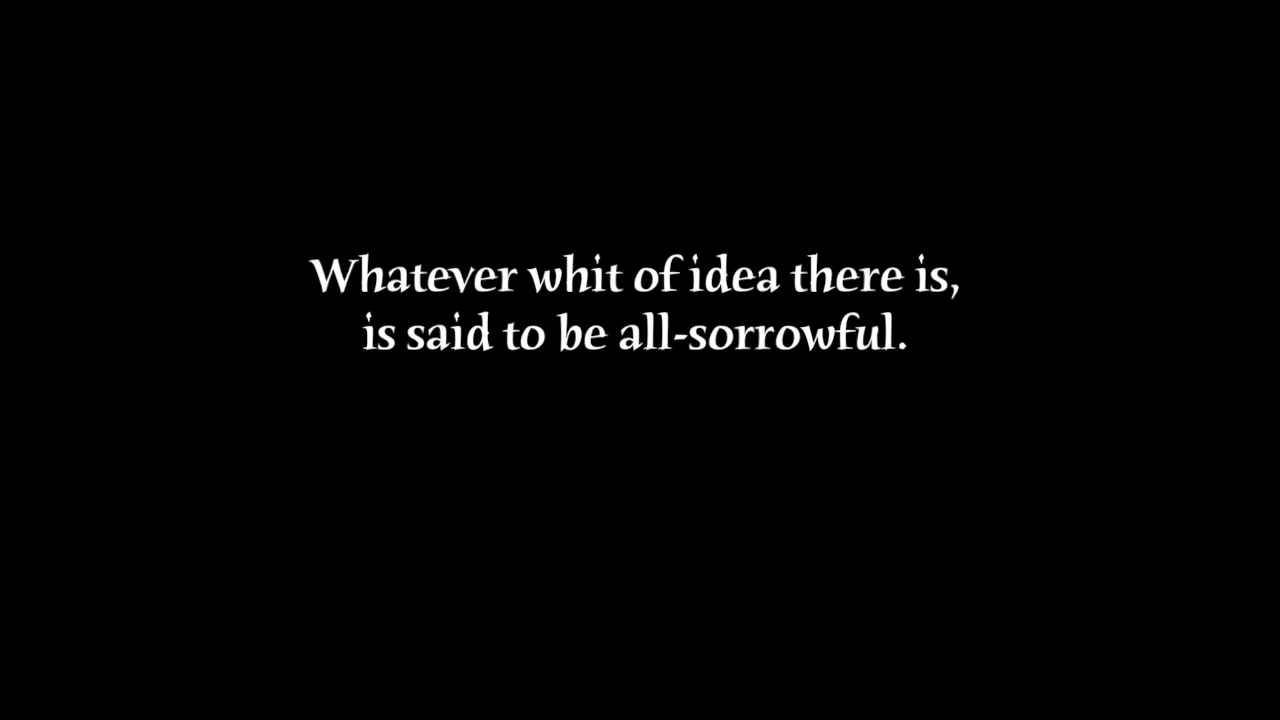 Whatever whit of idea there is,
is said to be all-sorrowful.